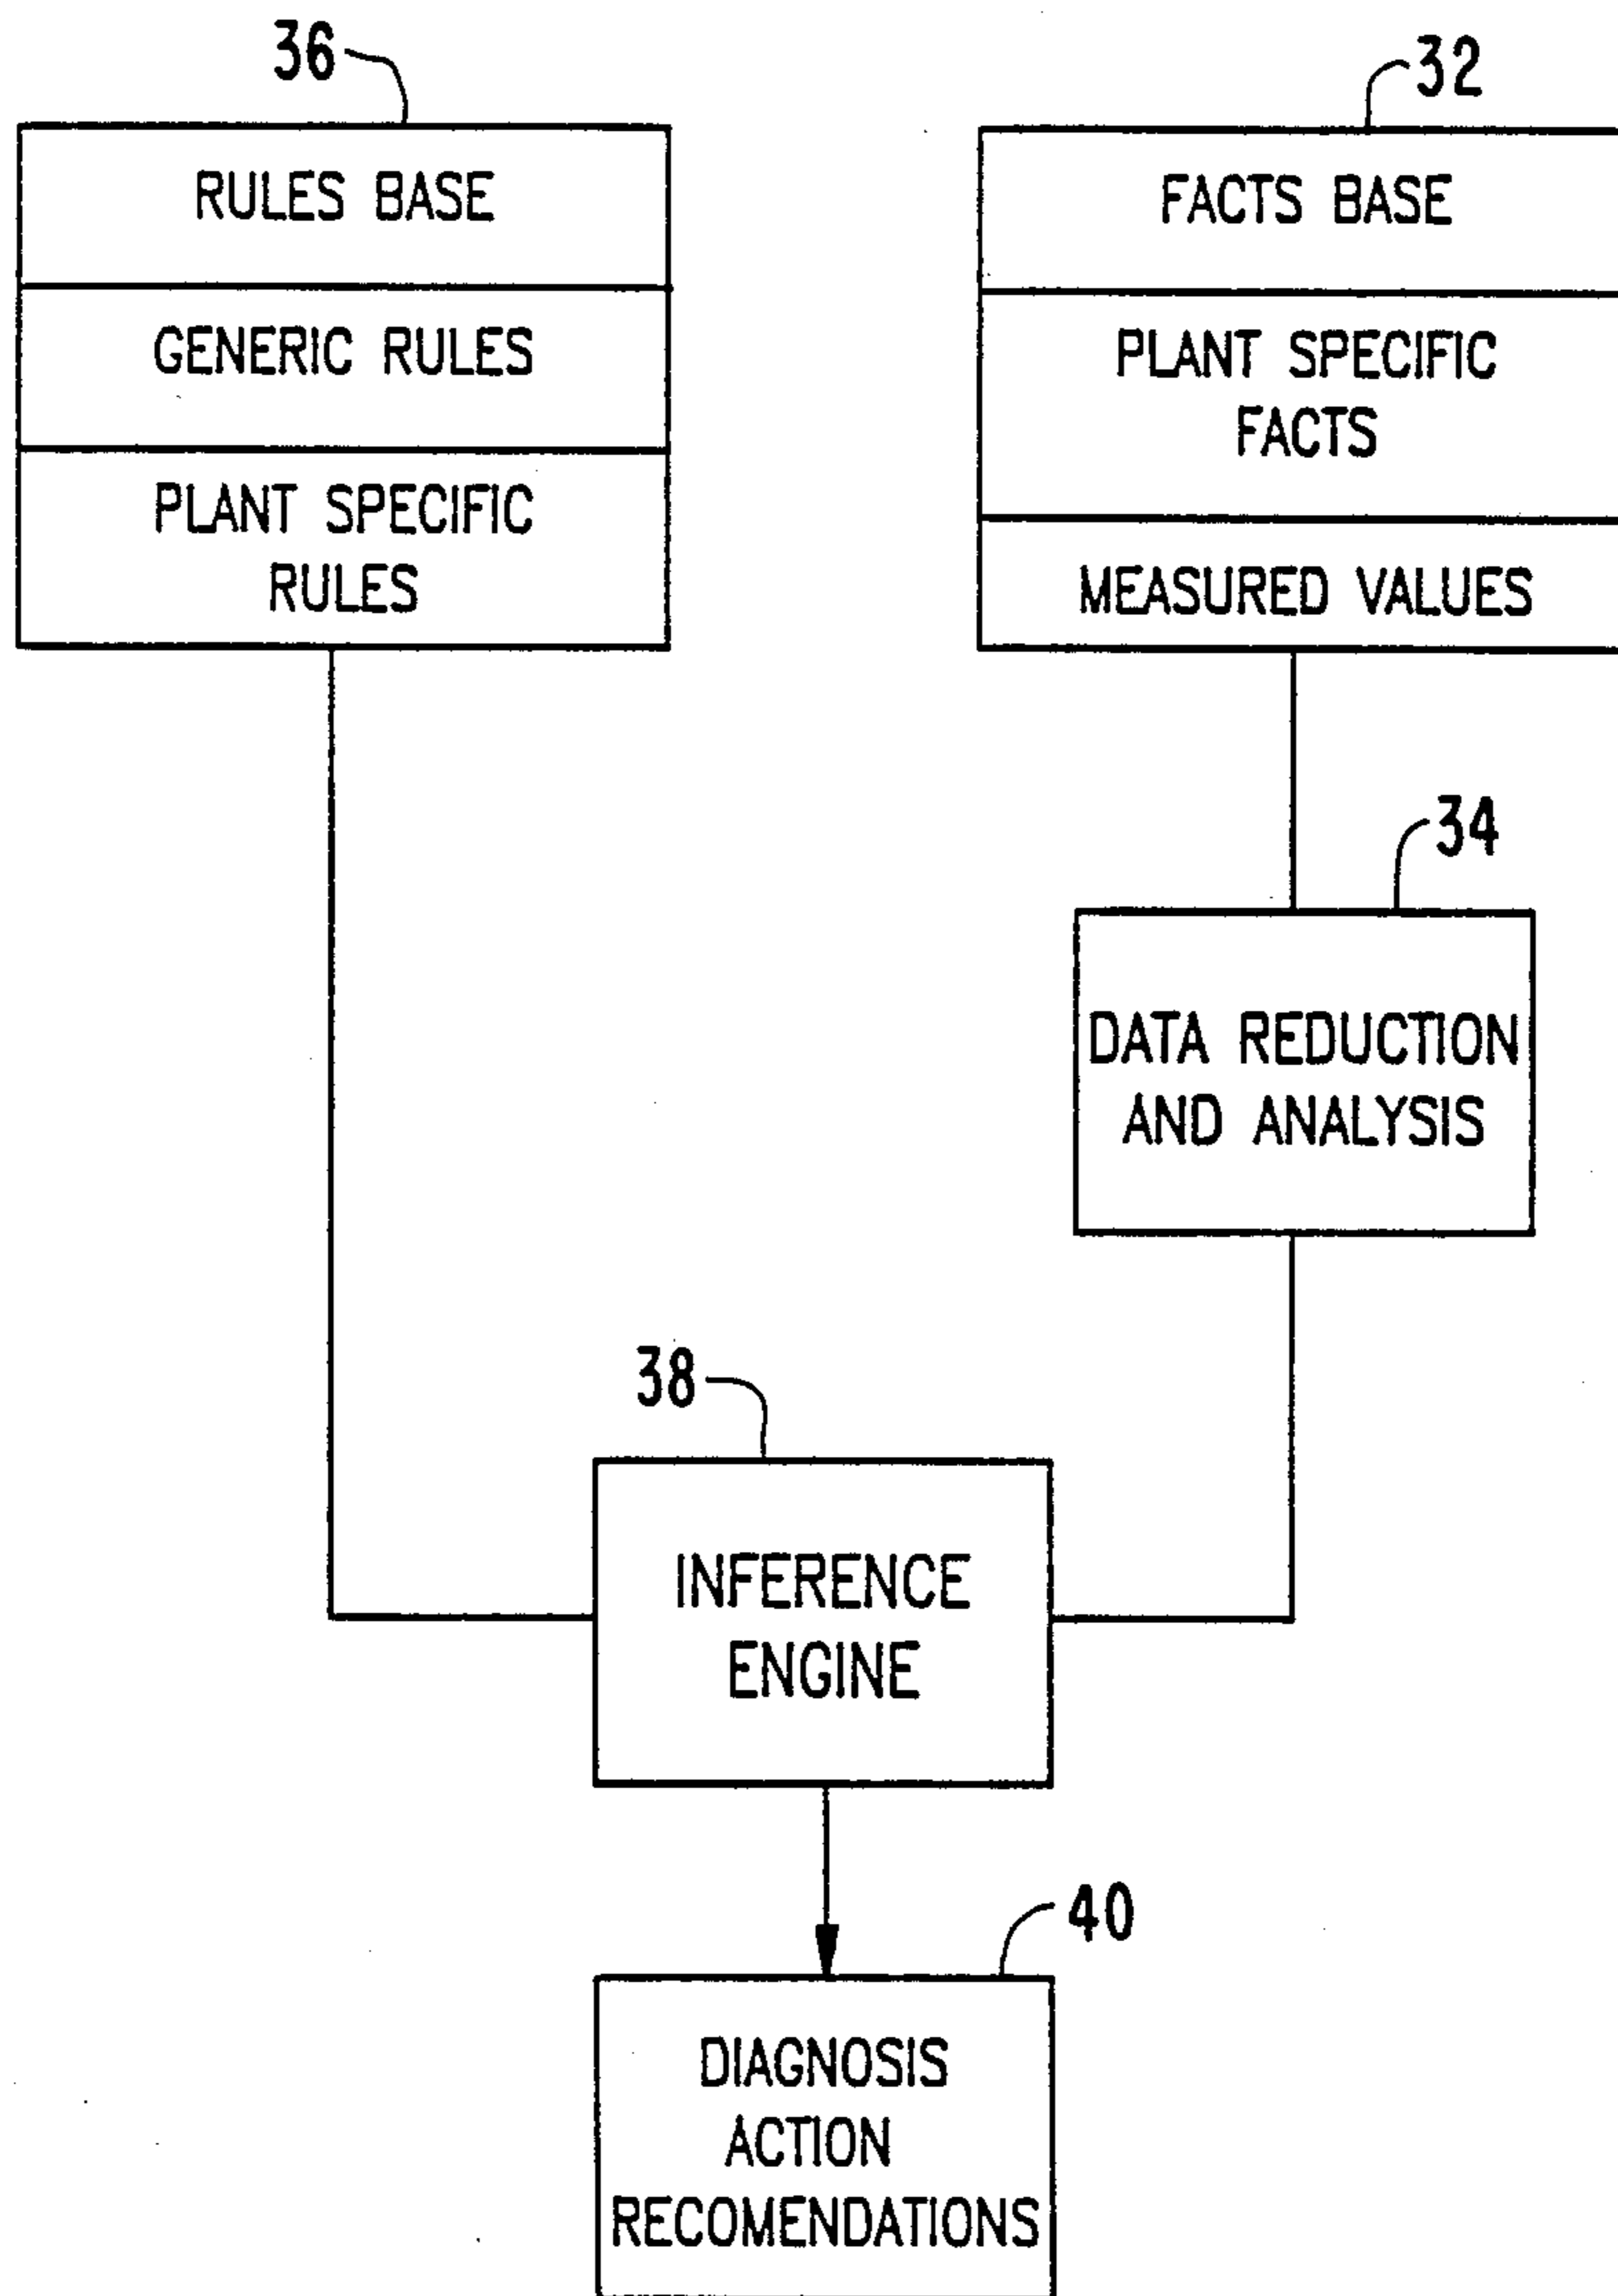 36
RULES BASE
GENERIC RULES
PLANT SPECIFIC
RULES
32
FACTS BASE
PLANT SPECIFIC
FACTS
MEASURED VALUES
34
DATA REDUCTION
AND ANALYSIS
38
INFERENCE
ENGINE
40
DIAGNOSIS
ACTION
RECOMENDATIONS